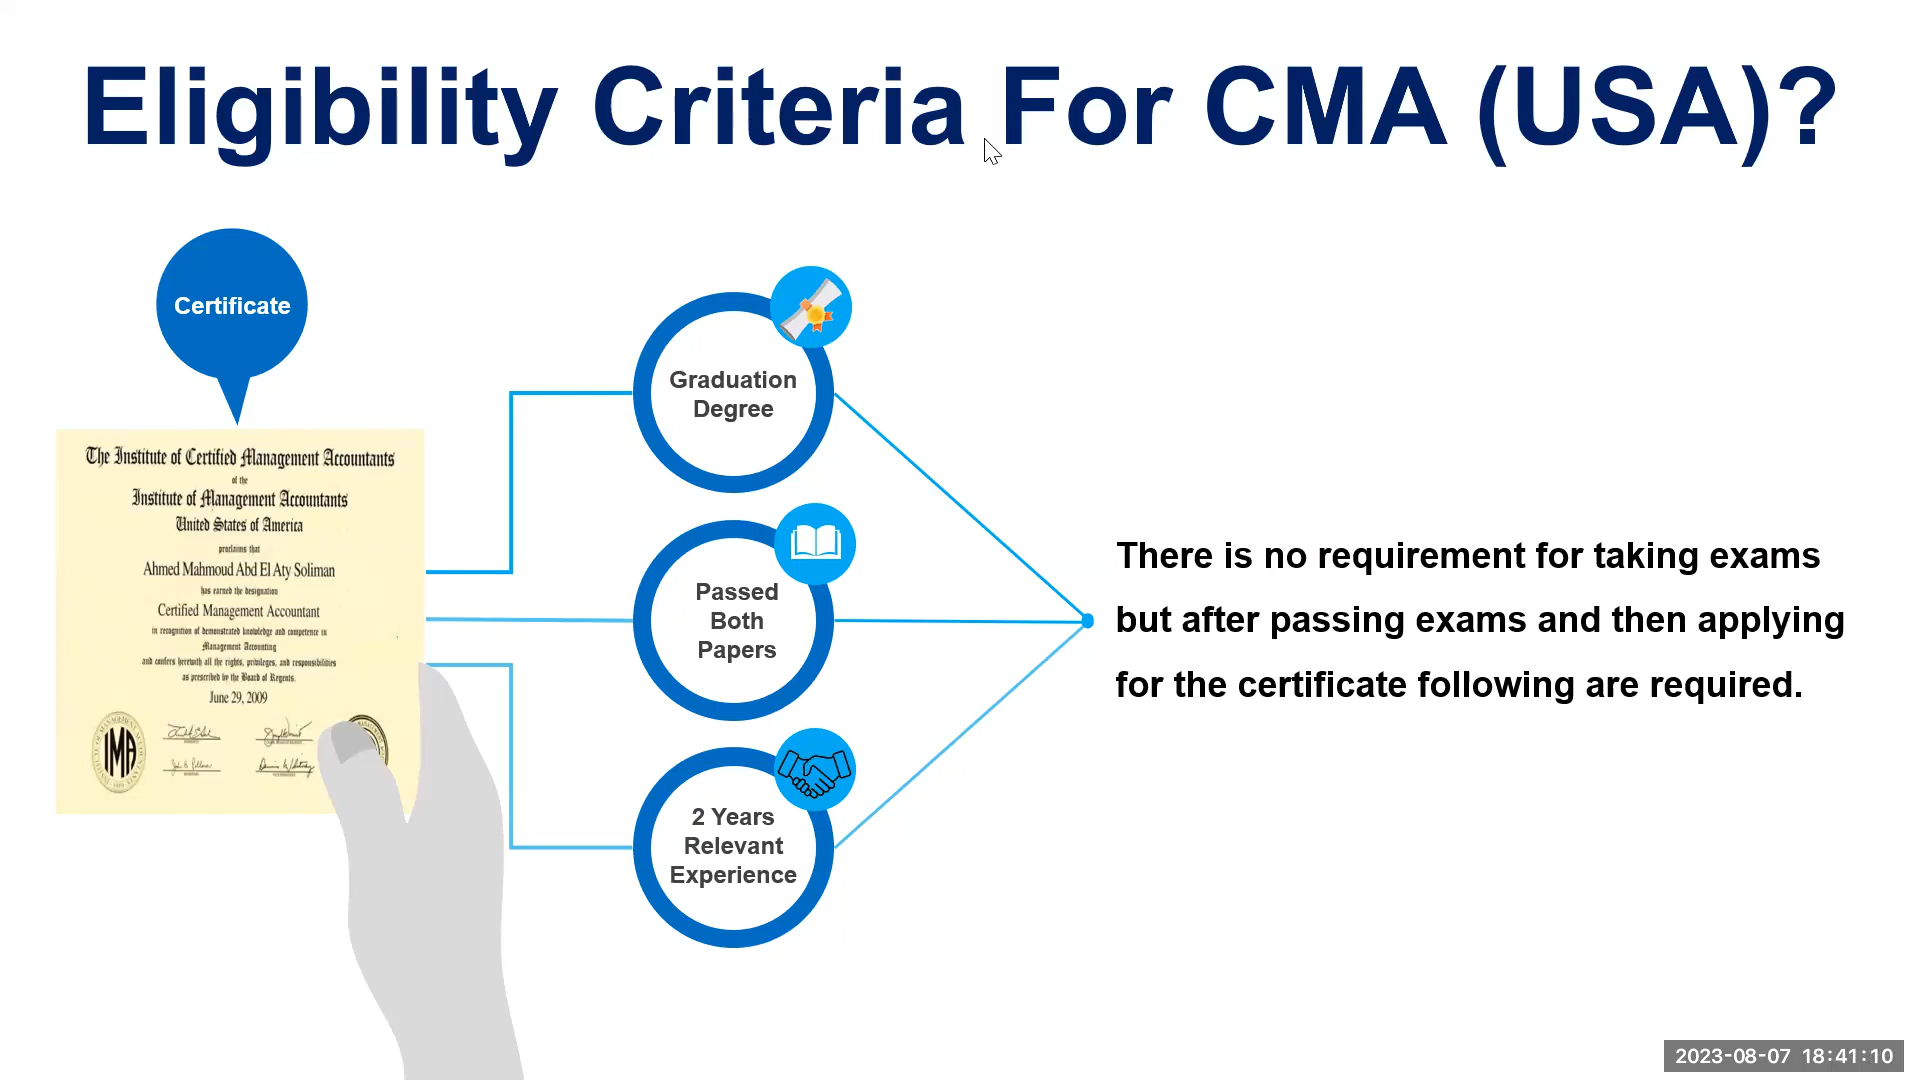 Eligibility Criteria For CMA (USA)?
Certificate
The Institute of Certified Management Accountants
of the
Institute of Management Accountants
United States of America
proclaims that
Ahmed Mahmoud Abd El Aty Soliman
has earned the designation
Certified Management Accountant
in recognition of demonstrated knowledge and competence in
Management Accounting
and confers herewith all the rights, privileges, and responsibilities
as prescribed by the Board of Regents.
June 29, 2009
IMA
Graduation
Degree
Passed
Both
Papers
2 Years
Relevant
Experience
There is no requirement for taking exams
but after passing exams and then applying
for the certificate following are required.
2023-08-07 18:41:10